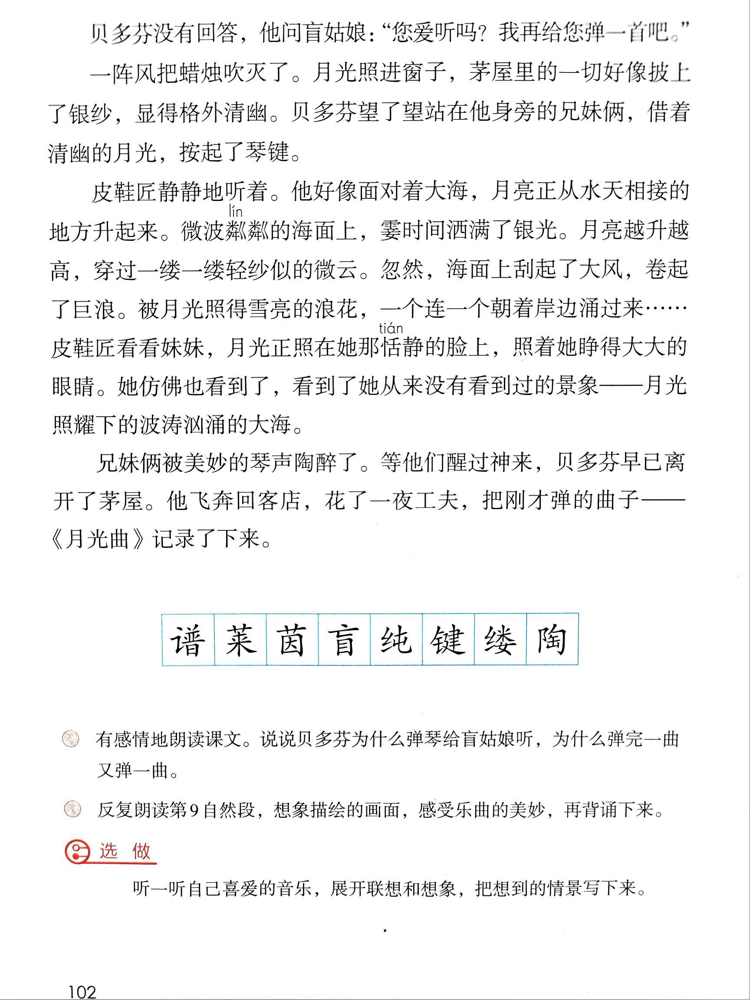 贝多芬没有回答，他问盲姑娘：“您爱听吗？我再给您弹一首吧。”
一阵风把蜡烛吹灭了。月光照进窗子，茅屋里的一切好像披上
了银纱，显得格外清幽。贝多芬望了望站在他身旁的兄妹俩，借着
清幽的月光，按起了琴键。
皮鞋匠静静地听着。他好像面对着大海，月亮正从水天相接的
lín
地方升起来。微波粼粼的海面上，霎时间洒满了银光。月亮越升越
高，穿过一缕一缕轻纱似的微云。忽然，海面上刮起了大风，卷起
了巨浪。被月光照得雪亮的浪花，一个连一个朝着岸边涌过来……
tián
皮鞋匠看看妹妹，月光正照在她那恬静的脸上，照着她睁得大大的
眼睛。她仿佛也看到了，看到了她从来没有看到过的景象——月光
照耀下的波涛汹涌的大海。
兄妹俩被美妙的琴声陶醉了。等他们醒过神来，贝多芬早已离
开了茅屋。他飞奔回客店，花了一夜工夫，把刚才弹的曲子——
《月光曲》记录了下来。
谱 莱 茵 盲 纯 键 缕 陶
有感情地朗读课文。说说贝多芬为什么弹琴给盲姑娘听，为什么弹完一曲
又弹一曲。
反复朗读第9自然段，想象描绘的画面，感受乐曲的美妙，再背诵下来。
选 做
听一听自己喜爱的音乐，展开联想和想象，把想到的情景写下来。
102